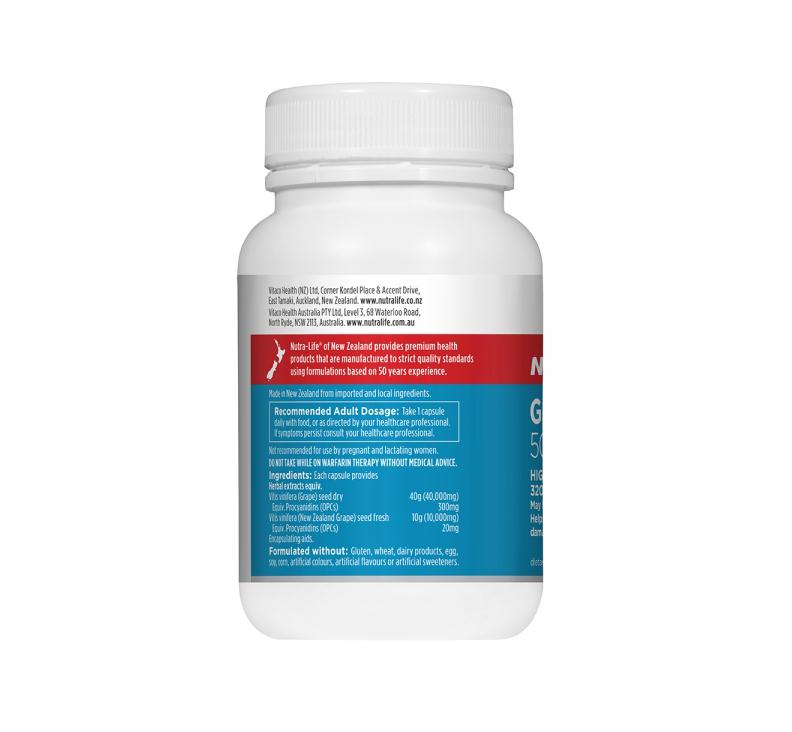 Vitaco Health (NZ) Ltd, Corner Kordel Place & Accent Drive,
East Tamaki, Auckland, New Zealand. www.nutralife.co.nz
Vitaco Health Australia PTY Ltd, Level 3, 68 Waterloo Road,
North Ryde, NSW 2113, Australia. www.nutralife.com.au
Nutra-Life® of New Zealand provides premium health
products that are manufactured to strict quality standards
using formulations based on 50 years experience.
Made in New Zealand from imported and local ingredients.
Recommended Adult Dosage: Take 1 capsule
daily with food, or as directed by your healthcare professional.
If symptoms persist consult your healthcare professional.
Not recommended for use by pregnant and lactating women.
DO NOT TAKE WHILE ON WARFARIN THERAPY WITHOUT MEDICAL ADVICE.
Ingredients: Each capsule provides
Herbal extracts equiv.
Vitis vinifera (Grape) seed dry 40g (40,000mg)
Equiv. Procyanidins (OPCs) 300mg
Vitis vinifera (New Zealand Grape) seed fresh 10g (10,000mg)
Equiv. Procyanidins (OPCs) 20mg
Encapsulating aids.
Formulated without: Gluten, wheat, dairy products, egg,
soy, corn, artificial colours, artificial flavours or artificial sweeteners.
N
G
50
HIG
320
May
Helps
dama
dieta